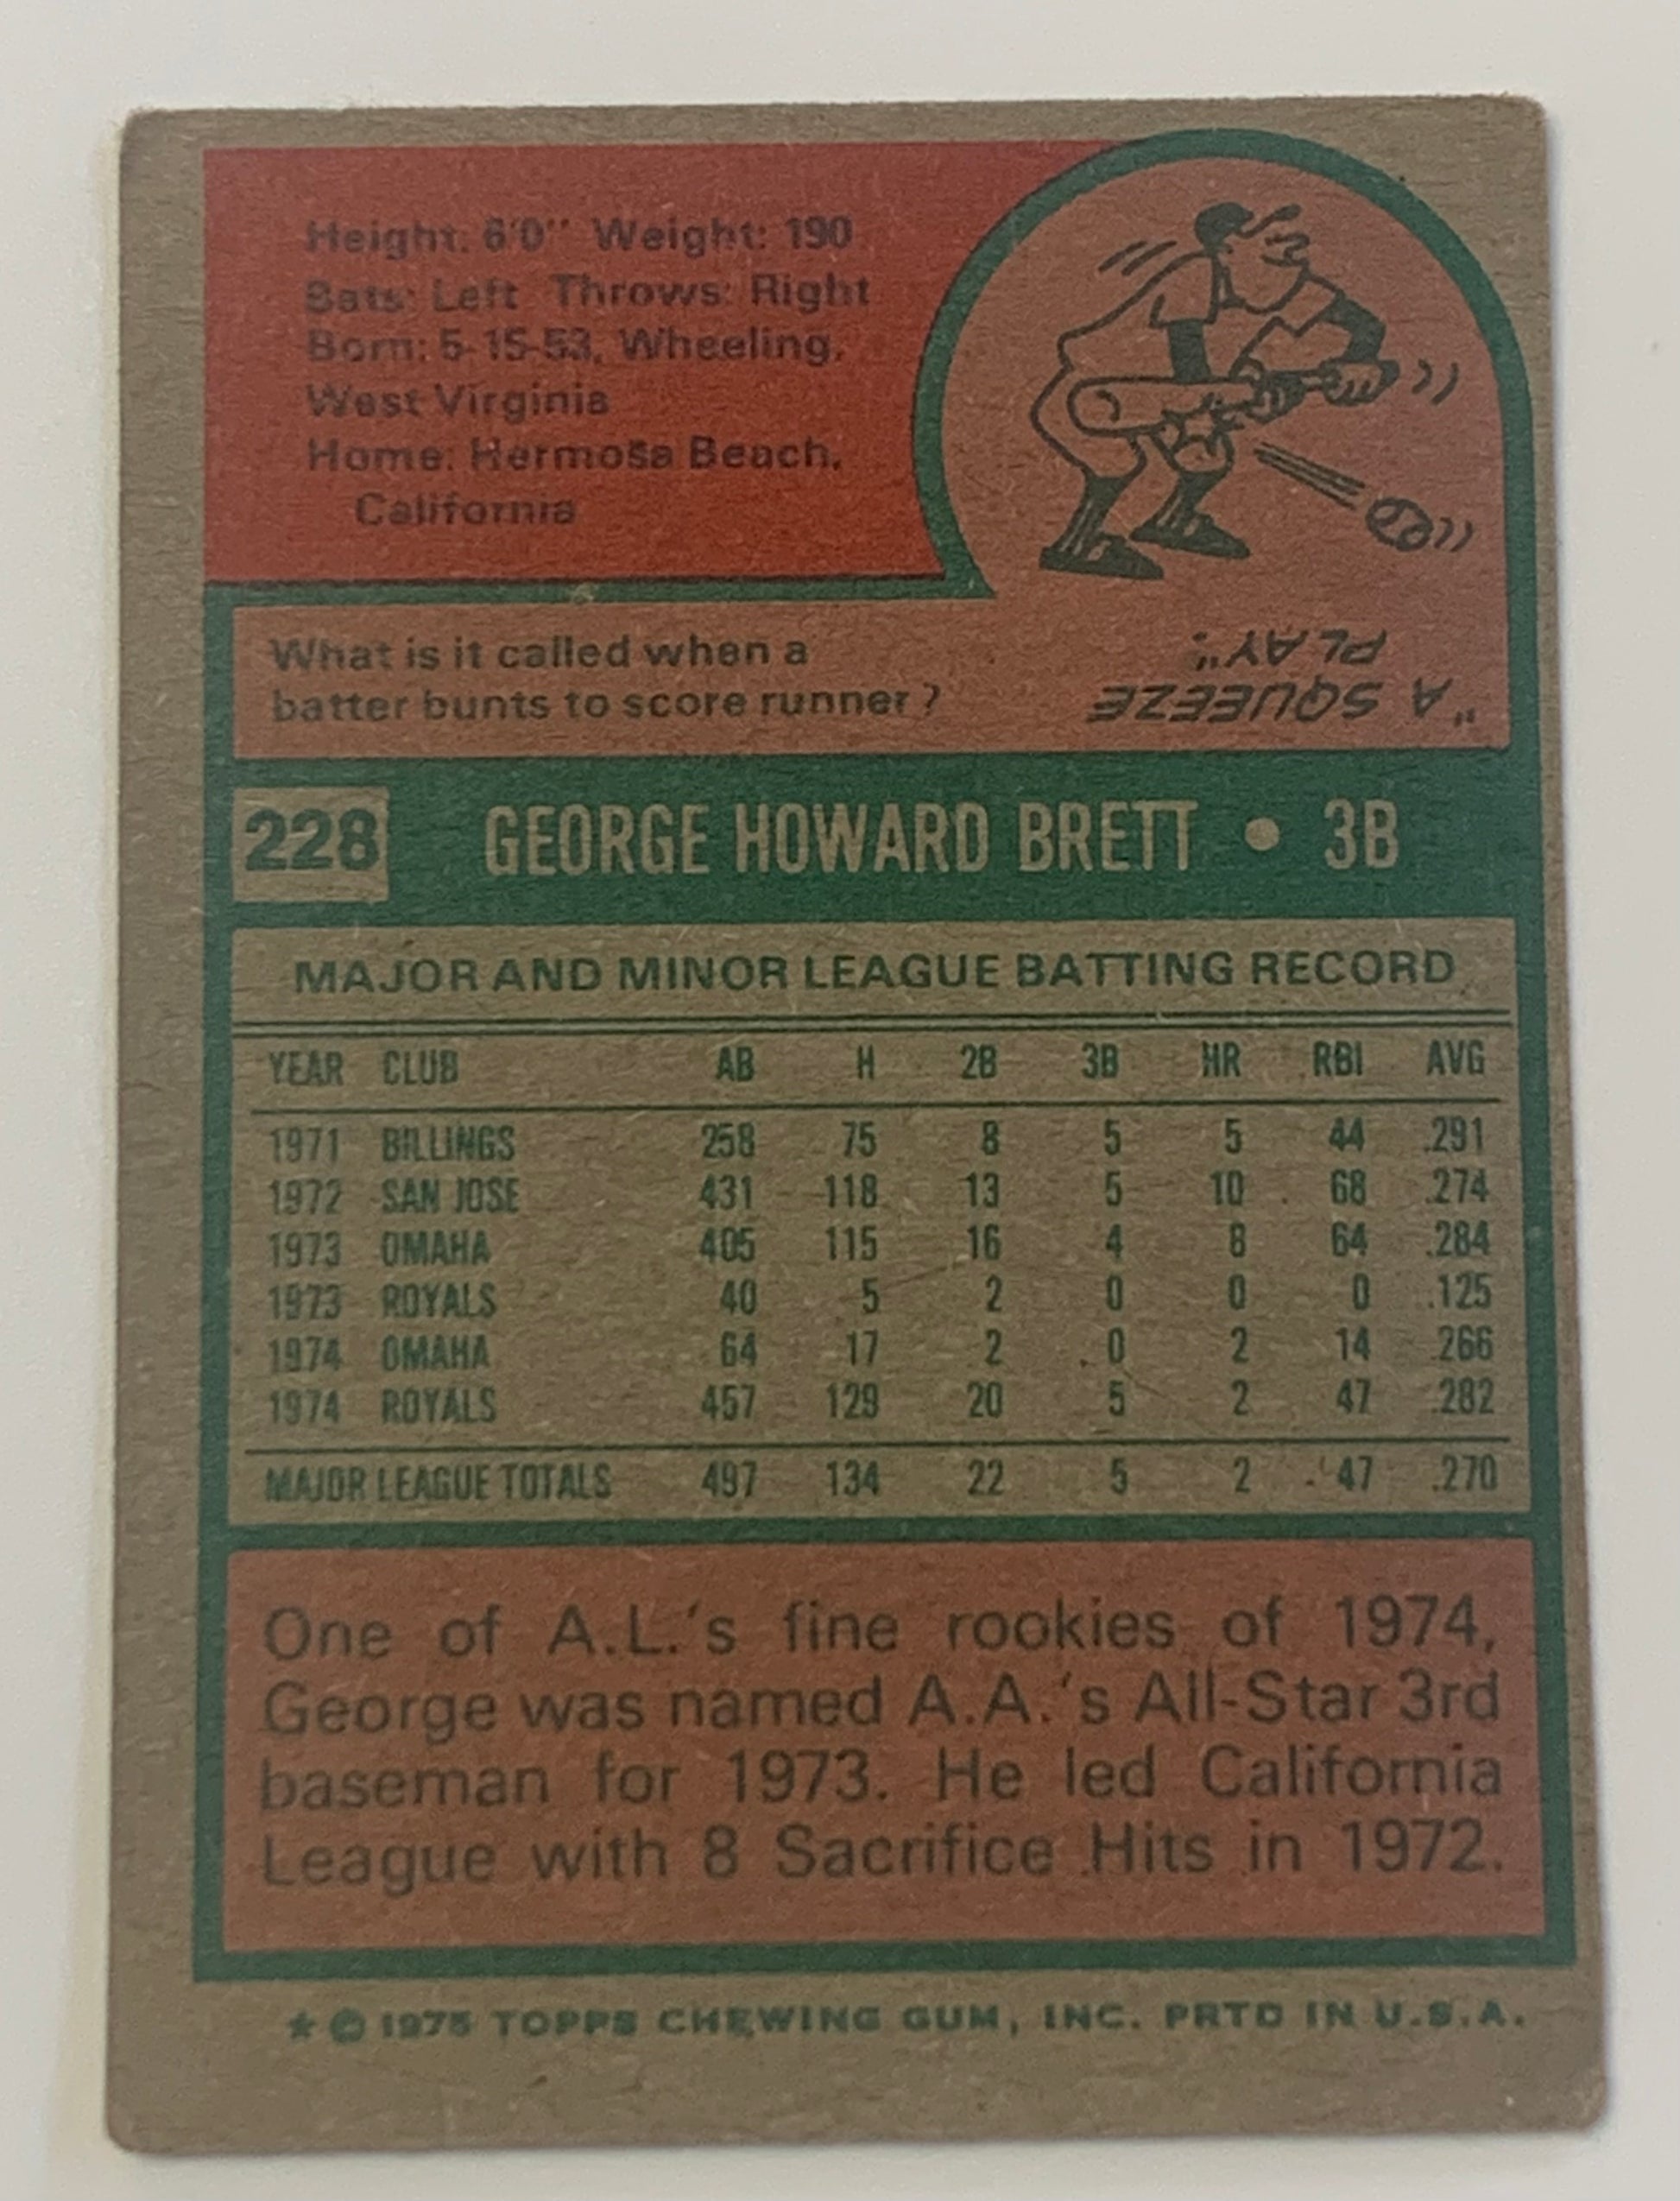 Height: 6'0" Weight: 190
Bats: Left Throws: Right
Born: 5-15-53, Wheeling,
West Virginia
Home: Hermosa Beach,
California
What is it called when a
batter bunts to score runner?
"A SQUEEZE
PLAY".
228 GEORGE HOWARD BRETT • 3B
MAJOR AND MINOR LEAGUE BATTING RECORD
YEAR CLUB AB H 2B 3B HR RBI AVG
1971 BILLINGS 258 75 8 5 5 44 .291
1972 SAN JOSE 431 118 13 5 10 68 .274
1973 OMAHA 405 115 16 4 8 64 .284
1973 ROYALS 40 5 2 0 0 0 .125
1974 OMAHA 64 17 2 0 2 14 .266
1974 ROYALS 457 129 20 5 2 47 .282
MAJOR LEAGUE TOTALS 497 134 22 5 2 47 .270
One of A.L.'s fine rookies of 1974,
George was named A.A.'s All-Star 3rd
baseman for 1973. He led California
League with 8 Sacrifice Hits in 1972.
★ © 1975 TOPPS CHEWING GUM, INC. PRTD IN U.S.A.